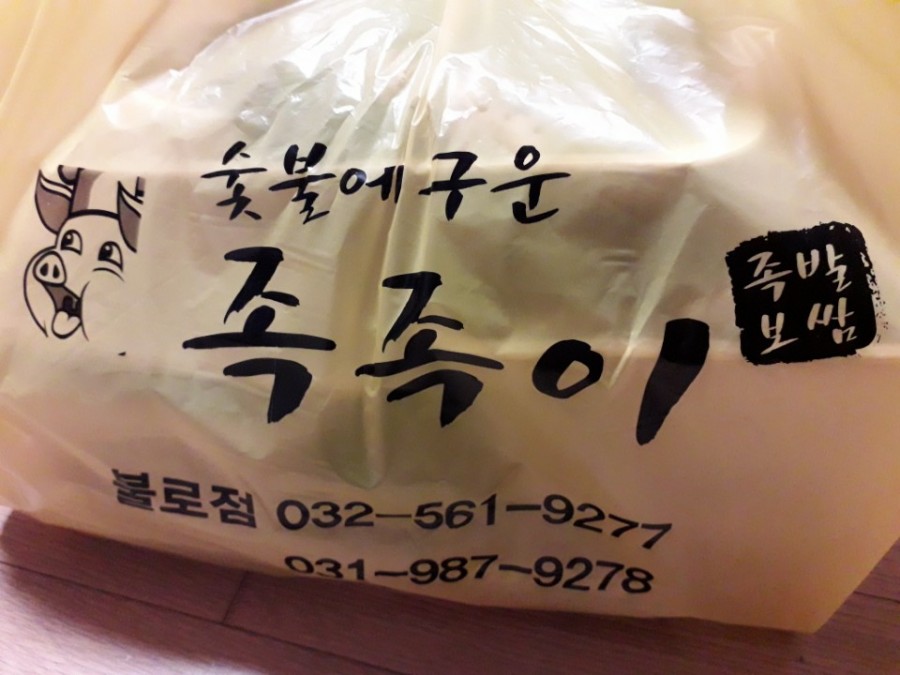 숯불에 구운
족족이
족발
보쌈
불로점 032-561-9277
031-987-9278